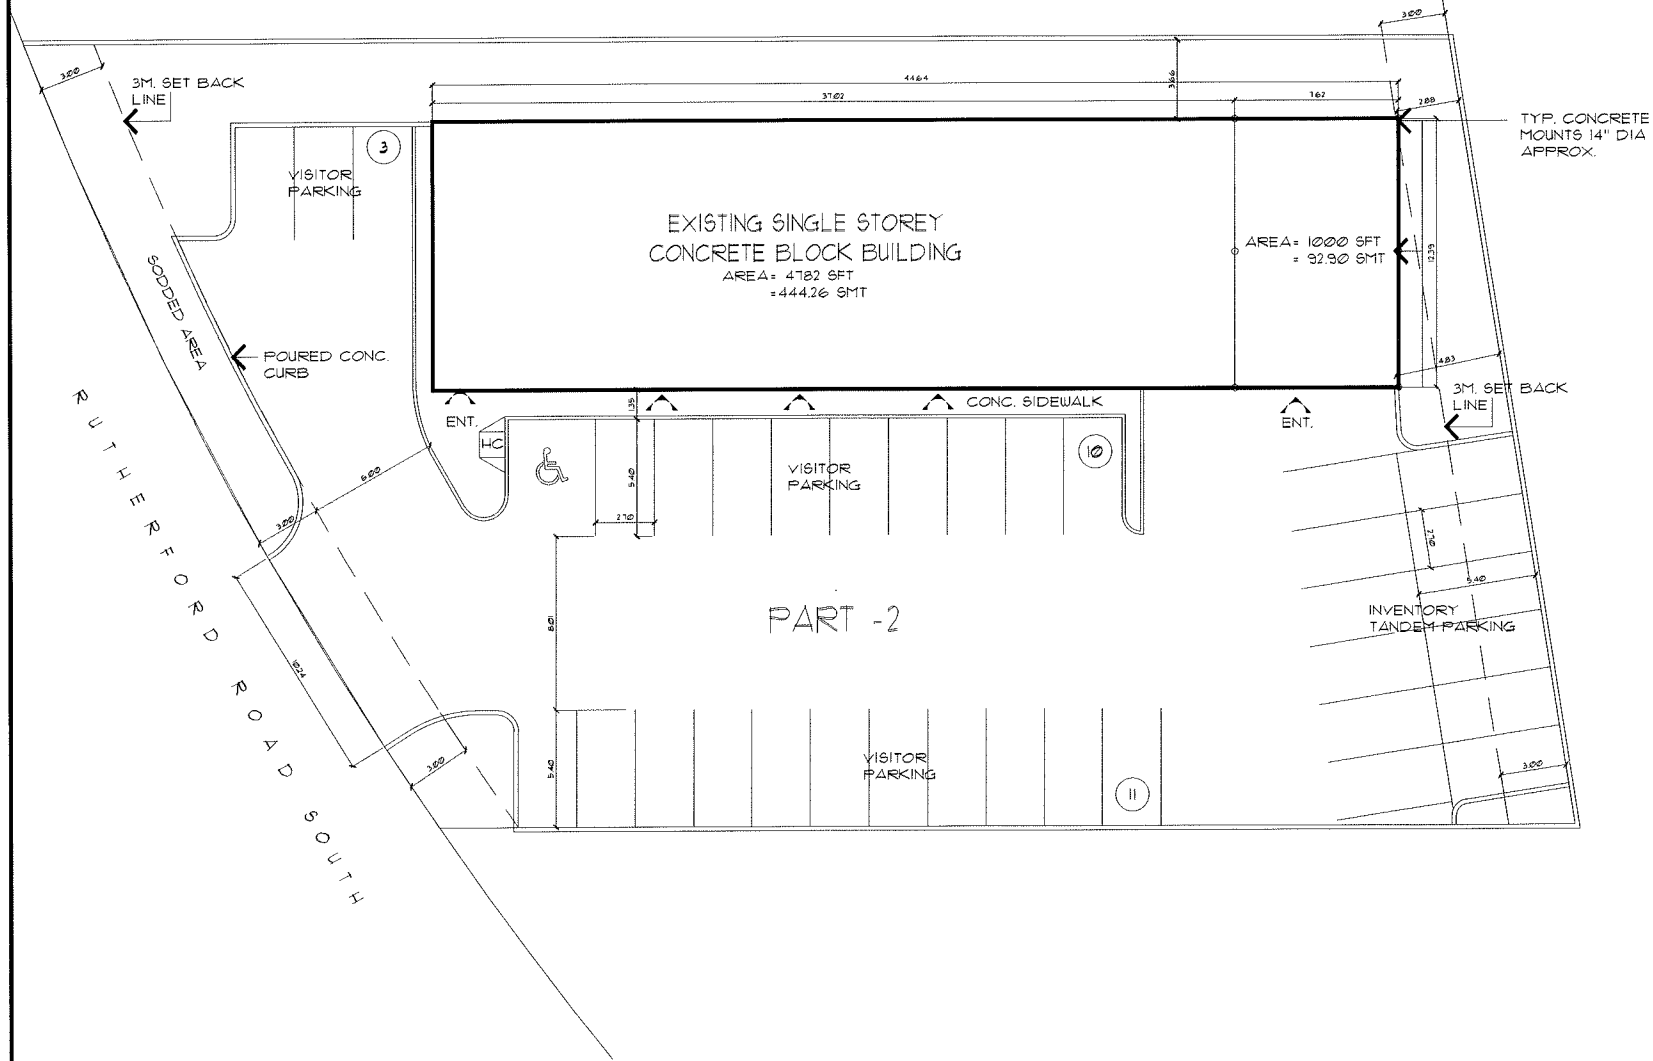 3.00
3.00
3M. SET BACK
LINE
44.64
3.66
37.02
7.62
2.88
TYP. CONCRETE
MOUNTS 14" DIA
APPROX.
3
VISITOR
PARKING
EXISTING SINGLE STOREY
CONCRETE BLOCK BUILDING
AREA= 4782 SFT
=444.26 SMT
AREA= 1000 SFT
= 92.90 SMT
12.39
SODDED AREA
POURED CONC.
CURB
4.83
3M. SET BACK
LINE
ENT.
1.35
CONC. SIDEWALK
ENT.
HC
10
VISITOR
PARKING
6.00
5.40
2.70
3.00
2.70
5.40
RUTHERFORD ROAD SOUTH
8.01
PART -2
INVENTORY
TANDEM PARKING
10.24
VISITOR
PARKING
5.40
3.00
11
3.00